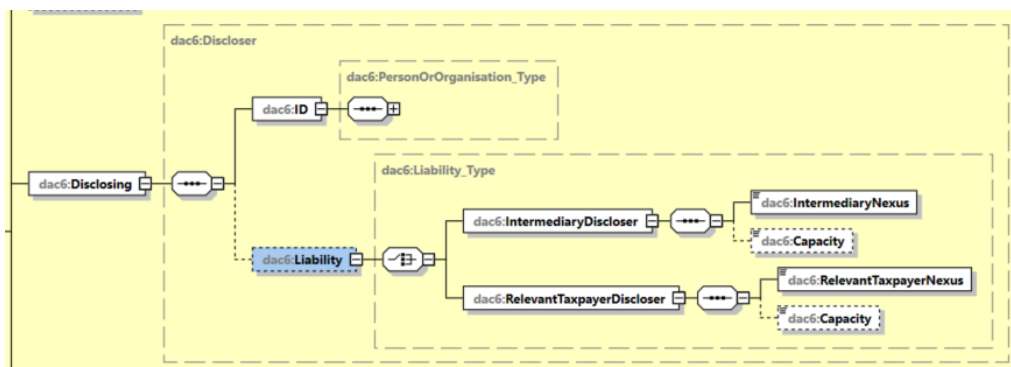 dac6:Discloser
dac6:PersonOrOrganisation_Type
dac6:ID
dac6:Liability_Type
dac6:Disclosing
dac6:IntermediaryNexus
dac6:IntermediaryDiscloser
dac6:Capacity
dac6:Liability
dac6:RelevantTaxpayerNexus
dac6:RelevantTaxpayerDiscloser
dac6:Capacity